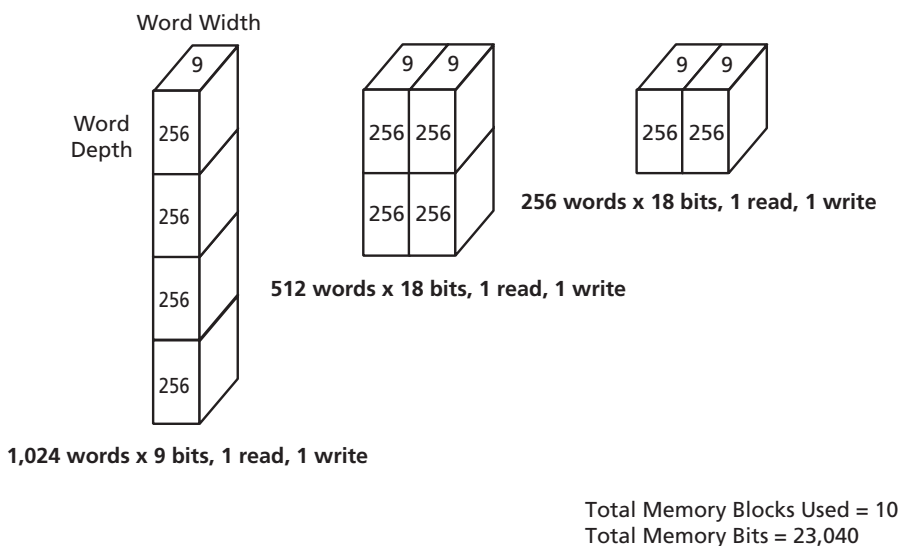 Word Width
9
Word
Depth
256
256
256
256
1,024 words x 9 bits, 1 read, 1 write
9 9
256 256
256 256
512 words x 18 bits, 1 read, 1 write
9 9
256 256
256 words x 18 bits, 1 read, 1 write
Total Memory Blocks Used = 10
Total Memory Bits = 23,040